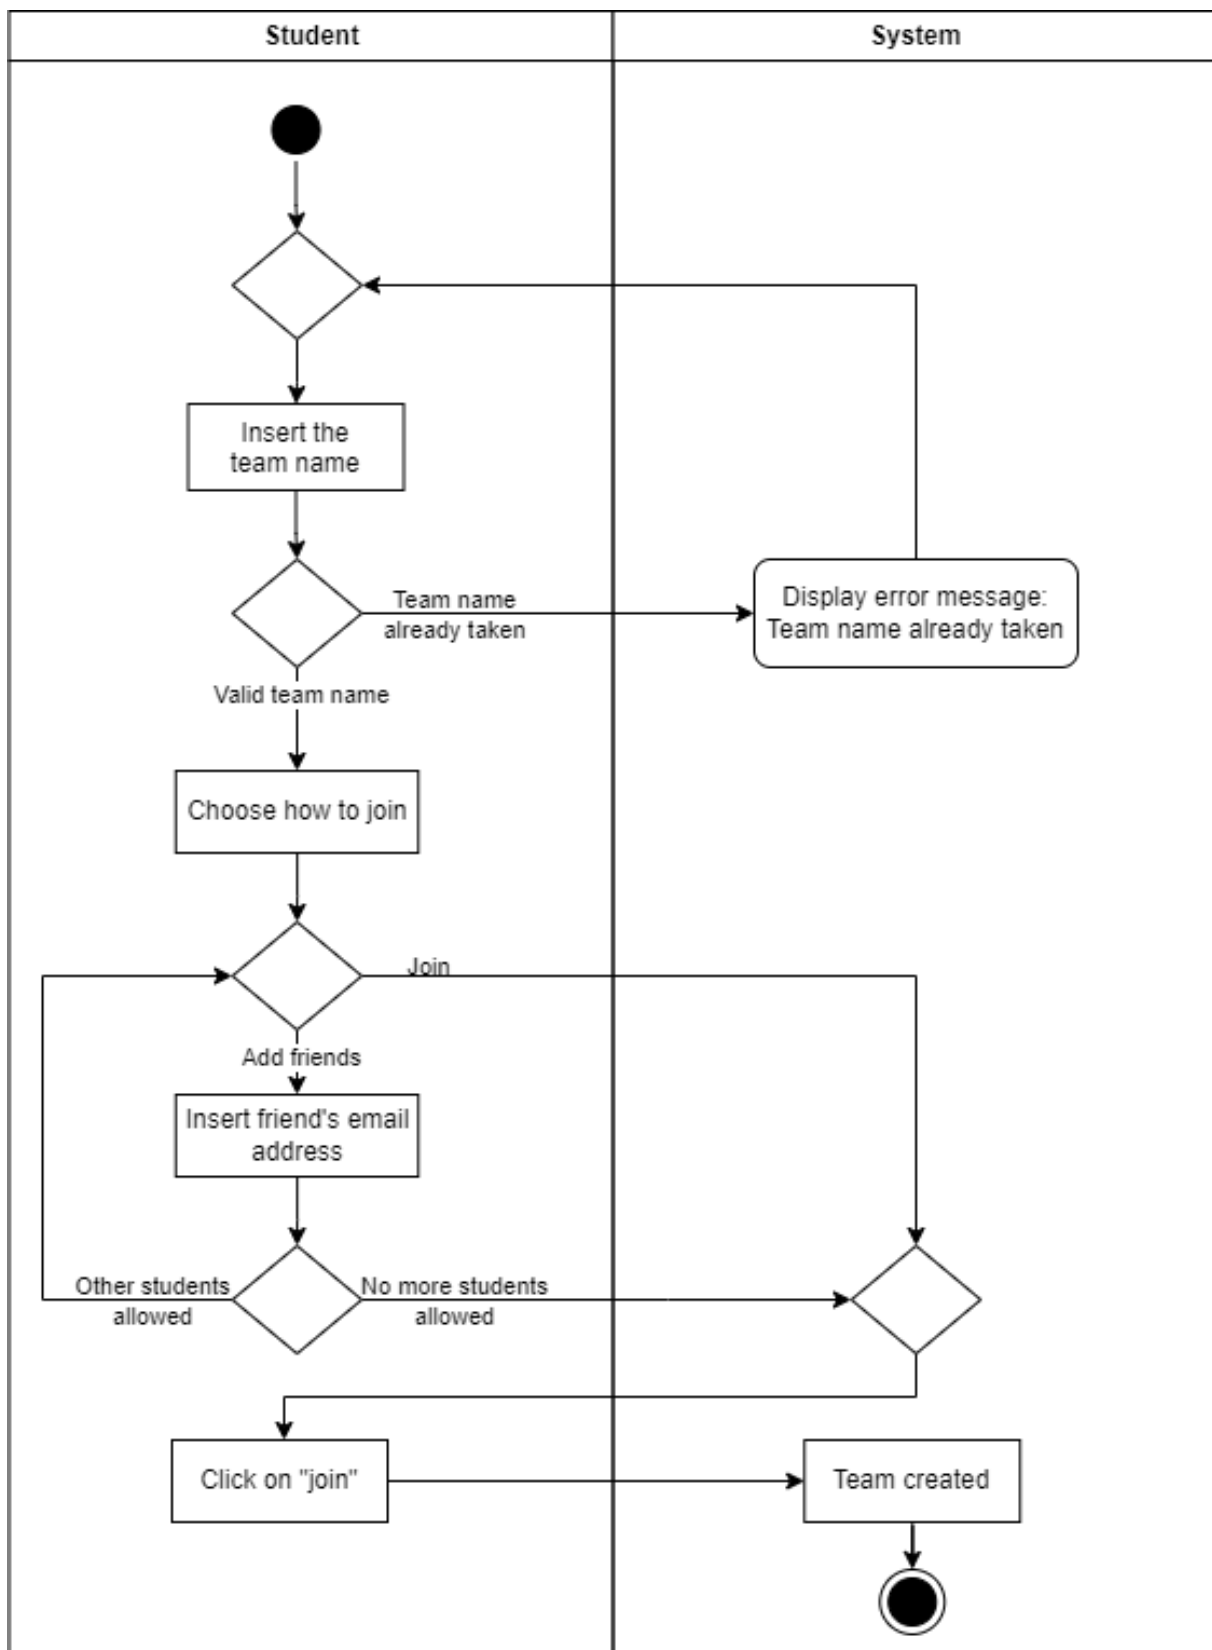 Student
System
Insert the
team name
Team name
already taken
Display error message:
Team name already taken
Valid team name
Choose how to join
Join
Add friends
Insert friend's email
address
Other students
allowed
No more students
allowed
Click on "join"
Team created